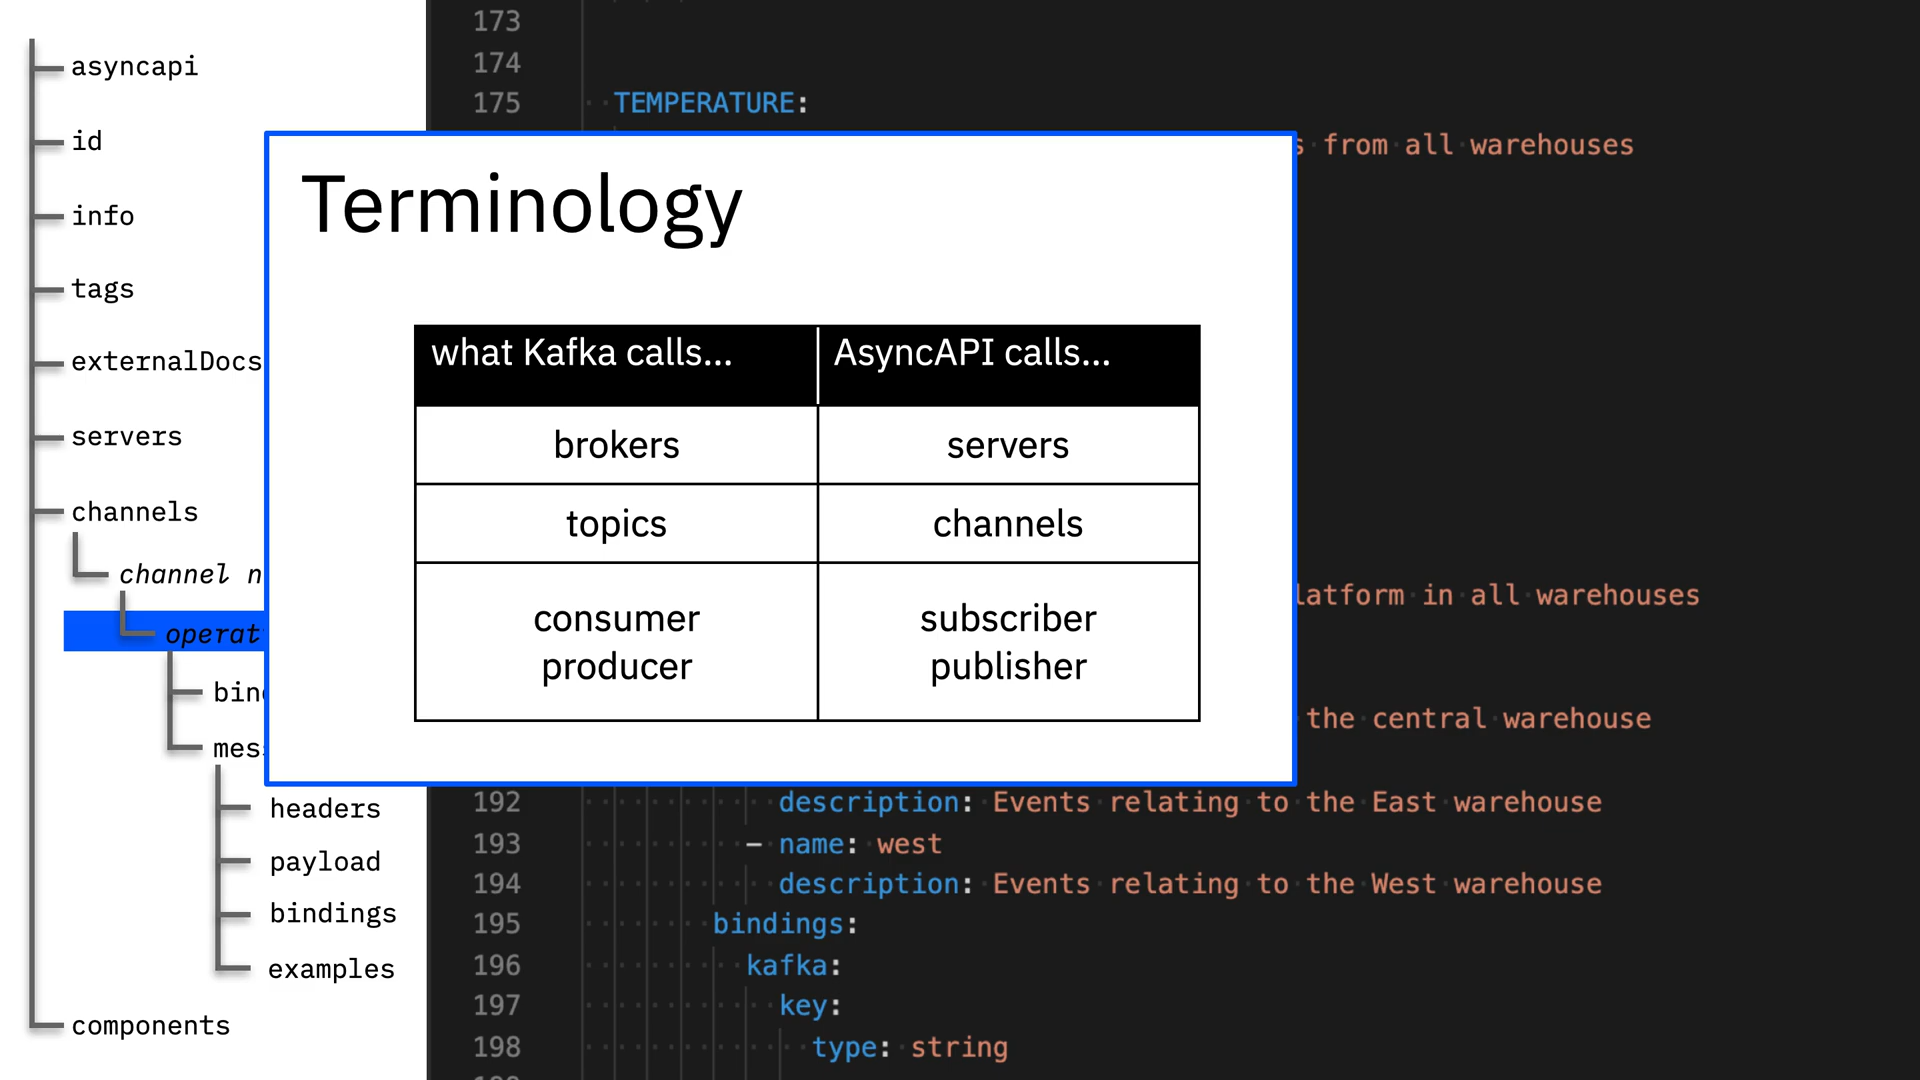 asyncapi
id
info
tags
externalDocs
servers
channels
channel n
operat
bin
mes
headers
payload
bindings
examples
components
Terminology
what Kafka calls... AsyncAPI calls...
brokers servers
topics channels
consumer subscriber
producer publisher
173
174
175 TEMPERATURE:
from all warehouses
latform in all warehouses
the central warehouse
192 description: Events relating to the East warehouse
193 - name: west
194 description: Events relating to the West warehouse
195 bindings:
196 kafka:
197 key:
198 type: string